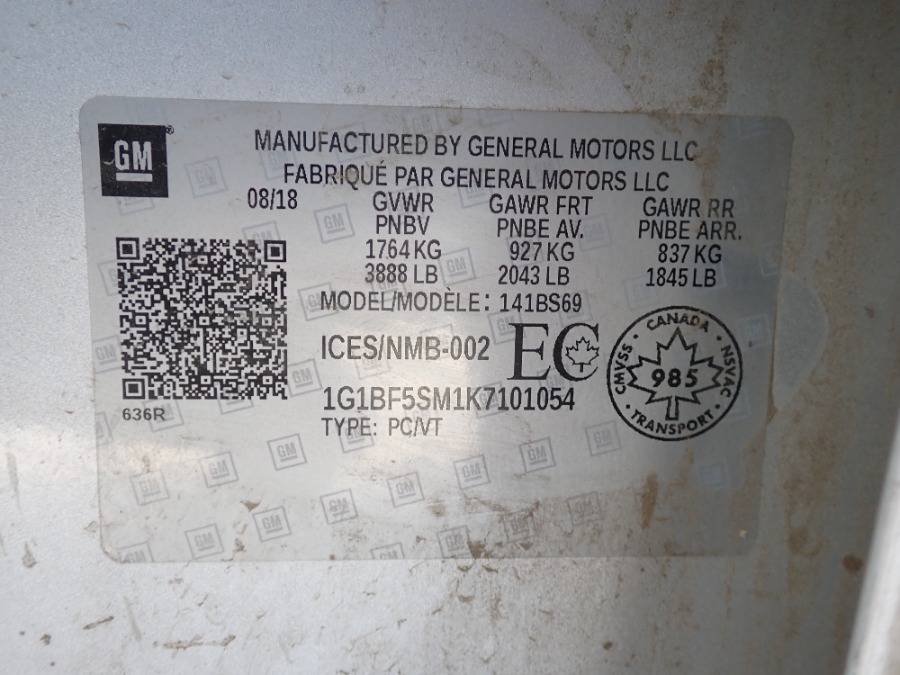 GM
MANUFACTURED BY GENERAL MOTORS LLC
FABRIQUÉ PAR GENERAL MOTORS LLC
08/18 GVWR GAWR FRT GAWR RR
PNBV PNBE AV. PNBE ARR.
1764 KG 927 KG 837 KG
3888 LB 2043 LB 1845 LB
MODEL/MODÈLE: 141BS69
ICES/NMB-002 EC
1G1BF5SM1K7101054
TYPE: PC/VT
636R
CANADA
CMVSS 985 NSVAC
TRANSPORT